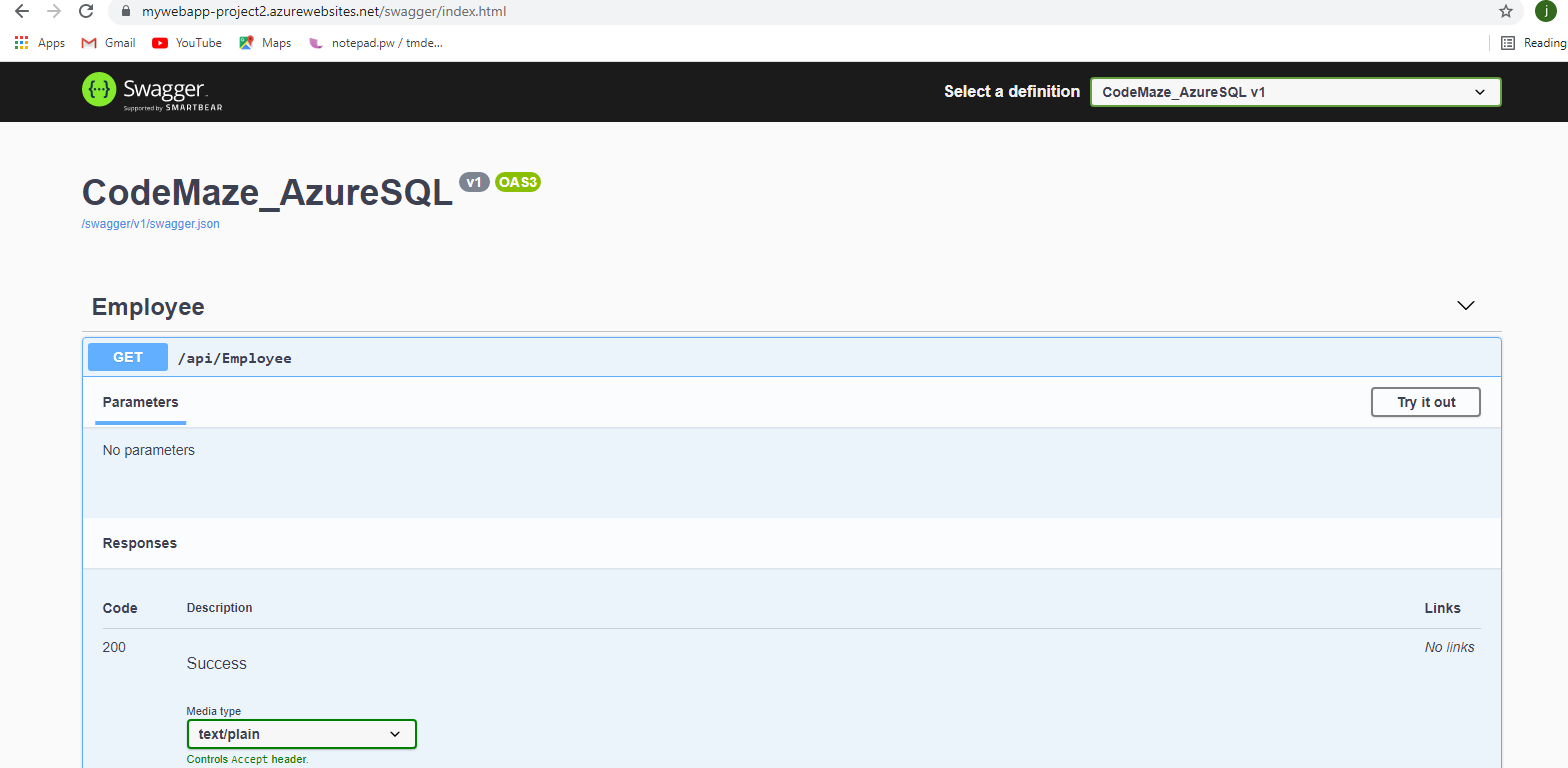 mywebapp-project2.azurewebsites.net/swagger/index.html
j
Apps Gmail YouTube Maps notepad.pw / tmde... Reading
{··} Swagger. Select a definition CodeMaze_AzureSQL v1
Supported by SMARTBEAR
CodeMaze_AzureSQL v1 OAS3
/swagger/v1/swagger.json
Employee
GET /api/Employee
Parameters Try it out
No parameters
Responses
Code Description Links
200 No links
Success
Media type
text/plain
Controls Accept header.